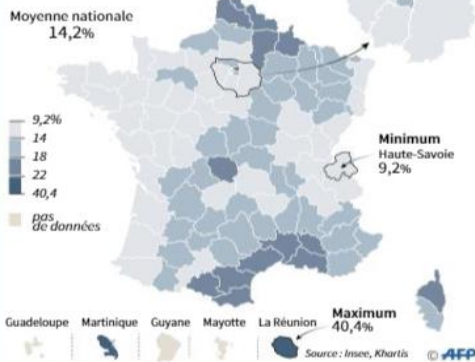 Moyenne nationale
14,2%
9,2%
14
18
22
40,4
pas
de données
Minimum
Haute-Savoie
9,2%
Guadeloupe
Martinique
Guyane
Mayotte
La Réunion
Maximum
40,4%
Source : Insee, Khartis
© AFP